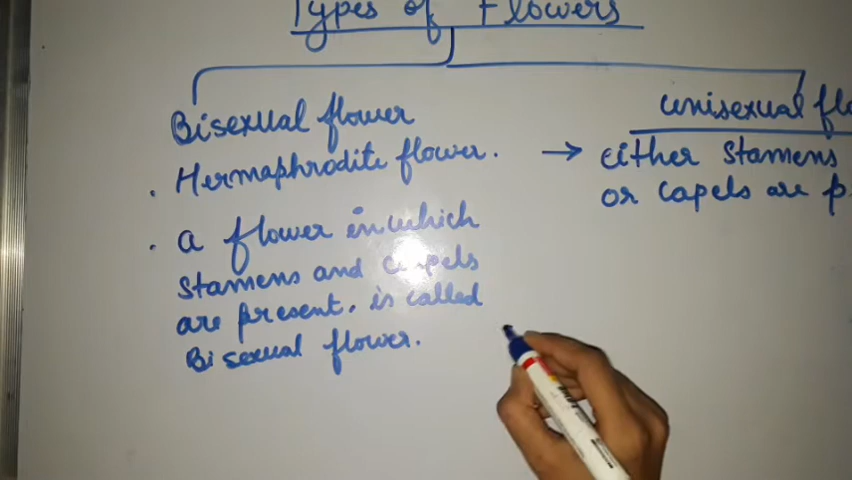 Types of Flowers
Bisexual flower
. Hermaphrodite flower.
. A flower in which
stamens and capels
are present, is called
Bisexual flower.
unisexual flo
→ either stamens
or capels are p